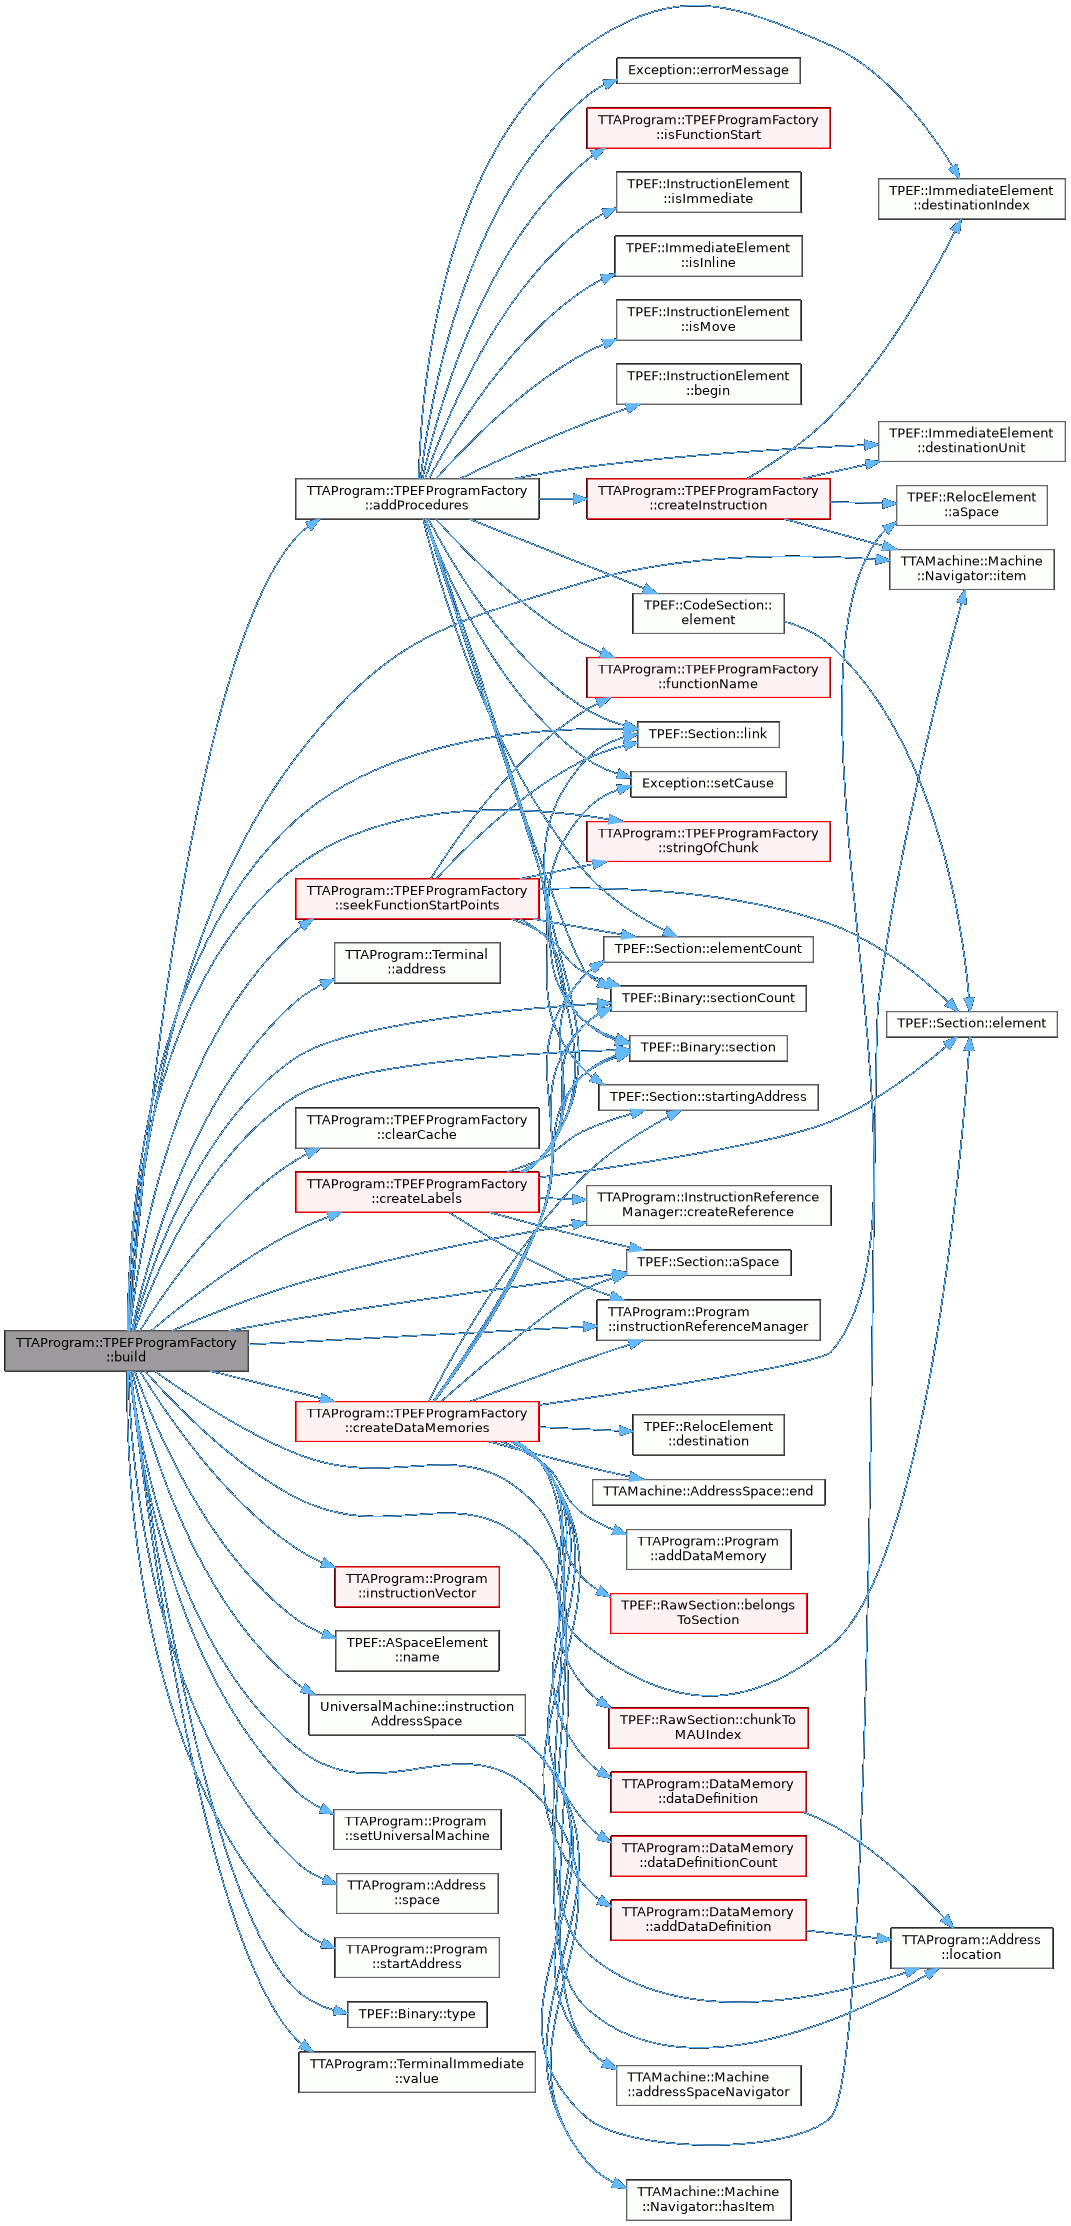 Exception::errorMessage
TTAProgram::TPEFProgramFactory
::isFunctionStart
TPEF::InstructionElement
::isImmediate
TPEF::ImmediateElement
::destinationIndex
TPEF::ImmediateElement
::isInline
TPEF::InstructionElement
::isMove
TPEF::InstructionElement
::begin
TPEF::ImmediateElement
::destinationUnit
TTAProgram::TPEFProgramFactory
::addProcedures
TTAProgram::TPEFProgramFactory
::createInstruction
TPEF::RelocElement
::aSpace
TTAMachine::Machine
::Navigator::item
TPEF::CodeSection::
element
TTAProgram::TPEFProgramFactory
::functionName
TPEF::Section::link
Exception::setCause
TTAProgram::TPEFProgramFactory
::stringOfChunk
TTAProgram::TPEFProgramFactory
::seekFunctionStartPoints
TTAProgram::Terminal
::address
TPEF::Section::elementCount
TPEF::Binary::sectionCount
TPEF::Section::element
TPEF::Binary::section
TPEF::Section::startingAddress
TTAProgram::TPEFProgramFactory
::clearCache
TTAProgram::TPEFProgramFactory
::createLabels
TTAProgram::InstructionReference
Manager::createReference
TPEF::Section::aSpace
TTAProgram::Program
::instructionReferenceManager
TTAProgram::TPEFProgramFactory
::build
TTAProgram::TPEFProgramFactory
::createDataMemories
TPEF::RelocElement
::destination
TTAMachine::AddressSpace::end
TTAProgram::Program
::addDataMemory
TTAProgram::Program
::instructionVector
TPEF::RawSection::belongs
ToSection
TPEF::ASpaceElement
::name
UniversalMachine::instruction
AddressSpace
TPEF::RawSection::chunkTo
MAUIndex
TTAProgram::DataMemory
::dataDefinition
TTAProgram::Program
::setUniversalMachine
TTAProgram::DataMemory
::dataDefinitionCount
TTAProgram::Address
::space
TTAProgram::DataMemory
::addDataDefinition
TTAProgram::Address
::location
TTAProgram::Program
::startAddress
TPEF::Binary::type
TTAProgram::TerminalImmediate
::value
TTAMachine::Machine
::addressSpaceNavigator
TTAMachine::Machine
::Navigator::hasItem